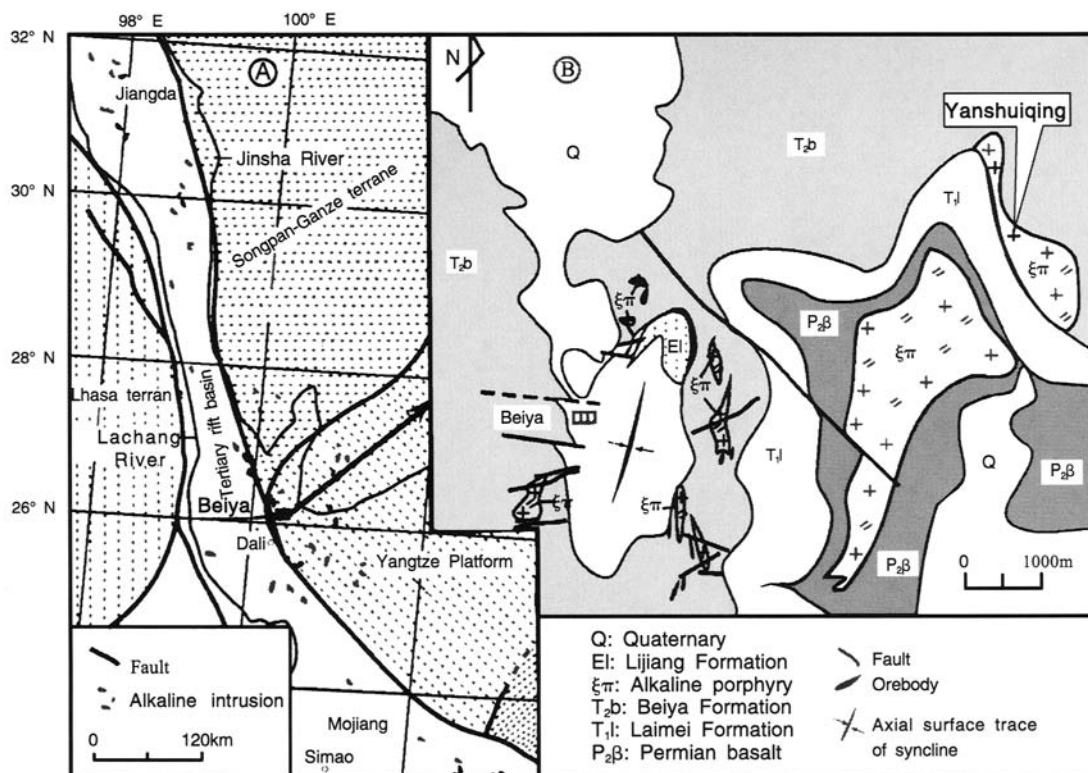 98° E
100° E
32° N
30° N
28° N
26° N
A
Jiangda
Jinsha River
Songpan-Ganze terrane
Lhasa terran
Lachang
River
Tertiary rift basin
Beiya
Dali
Yangtze Platform
Mojiang
Simao
Fault
Alkaline intrusion
0 120km
N
B
Q
T₂b
Yanshuiqing
T₁l
ξπ
T₂b
ξπ
P₂β
ξπ
El
ξπ
Beiya
T₁l
Q
P₂β
ξπ
ξπ
P₂β
0 1000m
Q: Quaternary
El: Lijiang Formation
ξπ: Alkaline porphyry
T₂b: Beiya Formation
T₁l: Laimei Formation
P₂β: Permian basalt
Fault
Orebody
Axial surface trace
of syncline